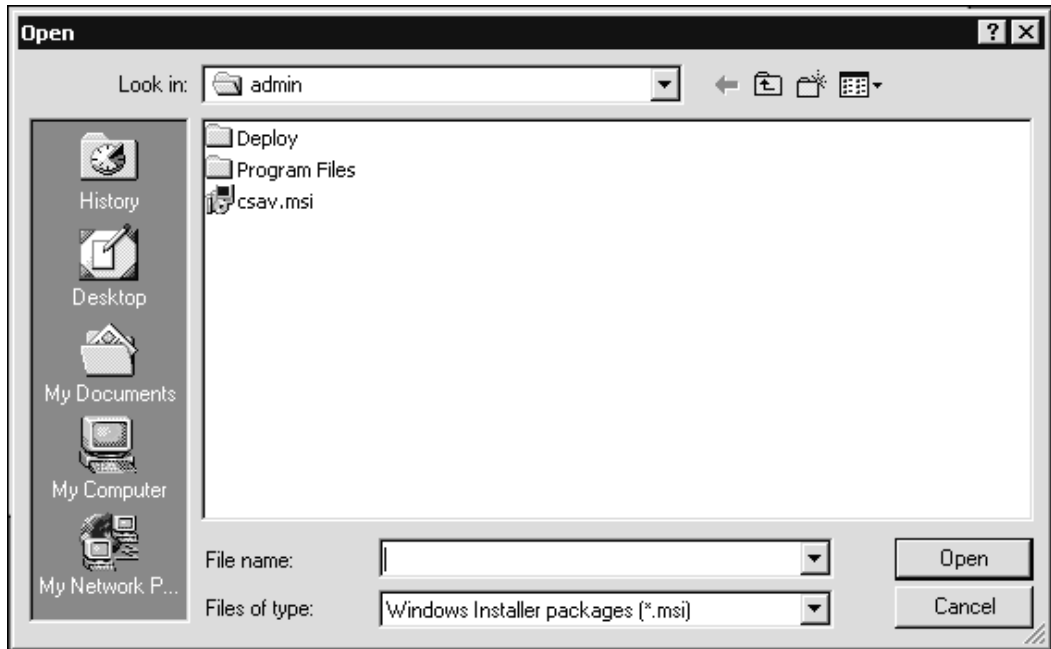 Open
Look in:
admin
History
Desktop
My Documents
My Computer
My Network P...
Deploy
Program Files
csav.msi
File name:
Open
Files of type:
Windows Installer packages (*.msi)
Cancel